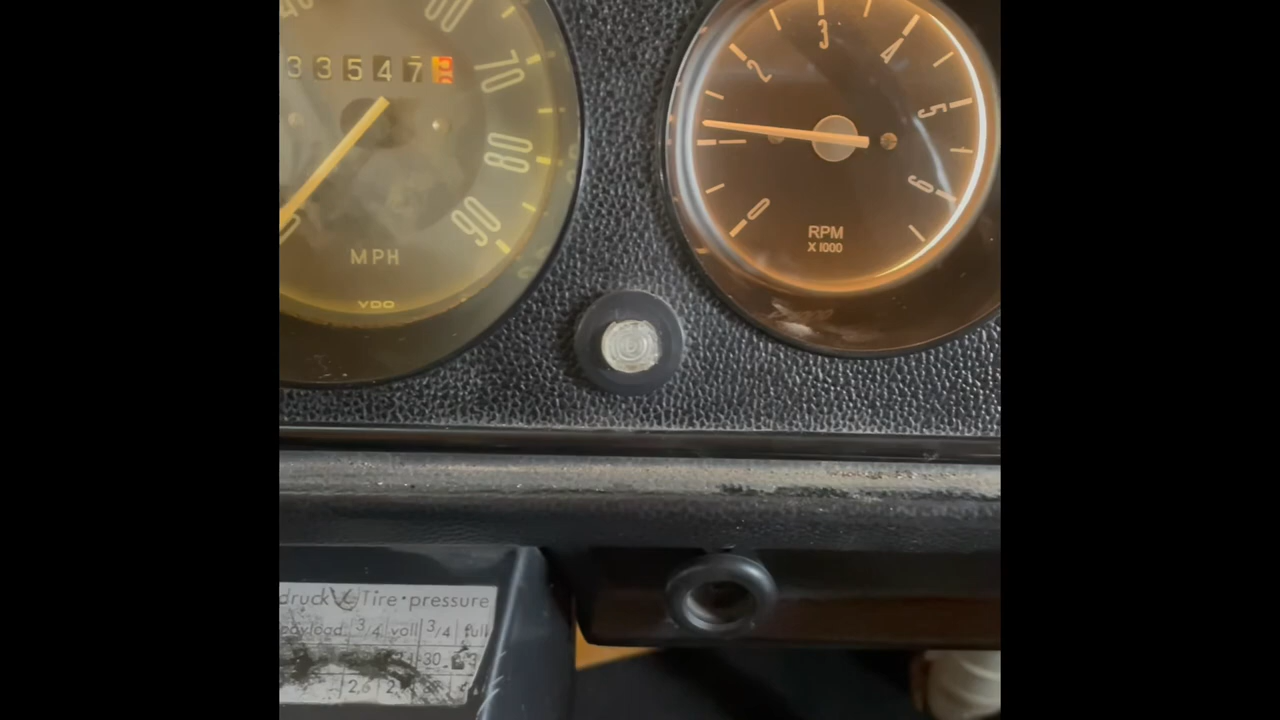 60
70
80
90
33547
MPH
VDO
0
2
3
4
5
6
RPM
X 1000
druck Tire·pressure
payload 3/4 voll 3/4 full
30
2,6